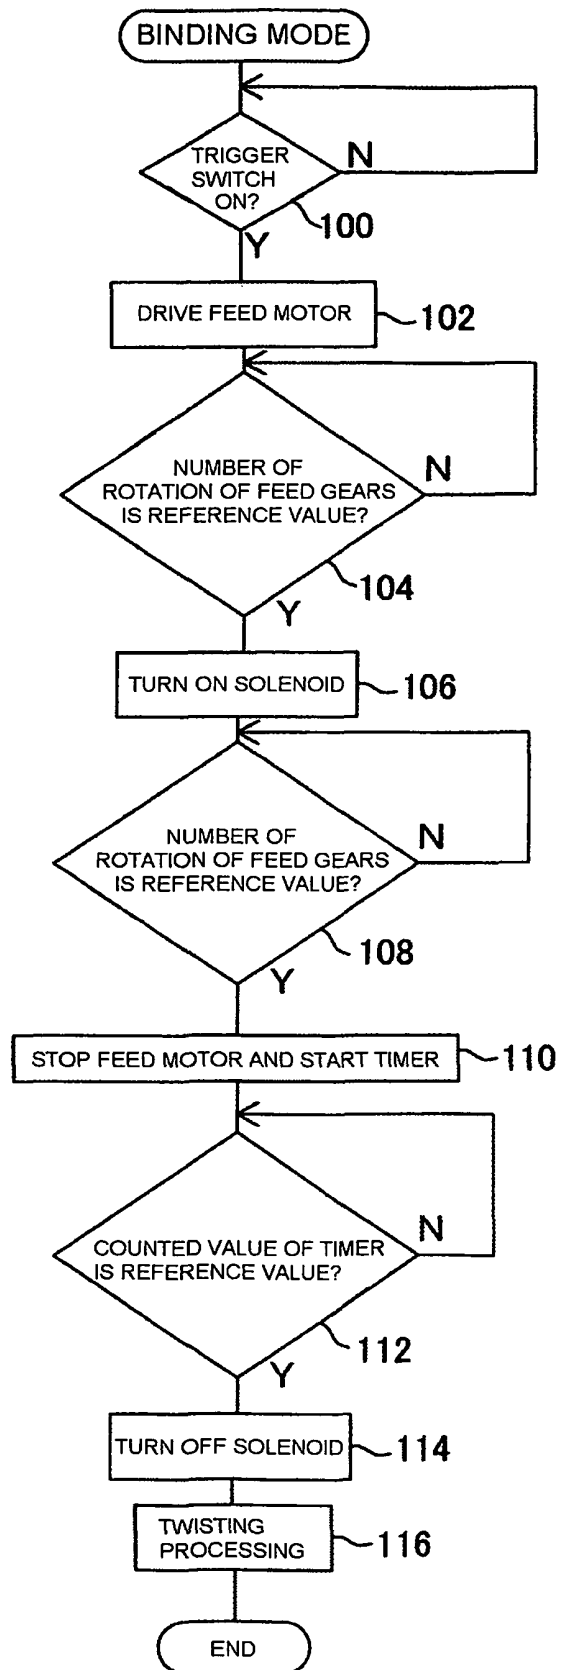 BINDING MODE
TRIGGER
SWITCH
ON?
N
100
Y
DRIVE FEED MOTOR
102
NUMBER OF
ROTATION OF FEED GEARS
IS REFERENCE VALUE?
N
104
Y
TURN ON SOLENOID
106
NUMBER OF
ROTATION OF FEED GEARS
IS REFERENCE VALUE?
N
108
Y
STOP FEED MOTOR AND START TIMER
110
COUNTED VALUE OF TIMER
IS REFERENCE VALUE?
N
112
Y
TURN OFF SOLENOID
114
TWISTING
PROCESSING
116
END